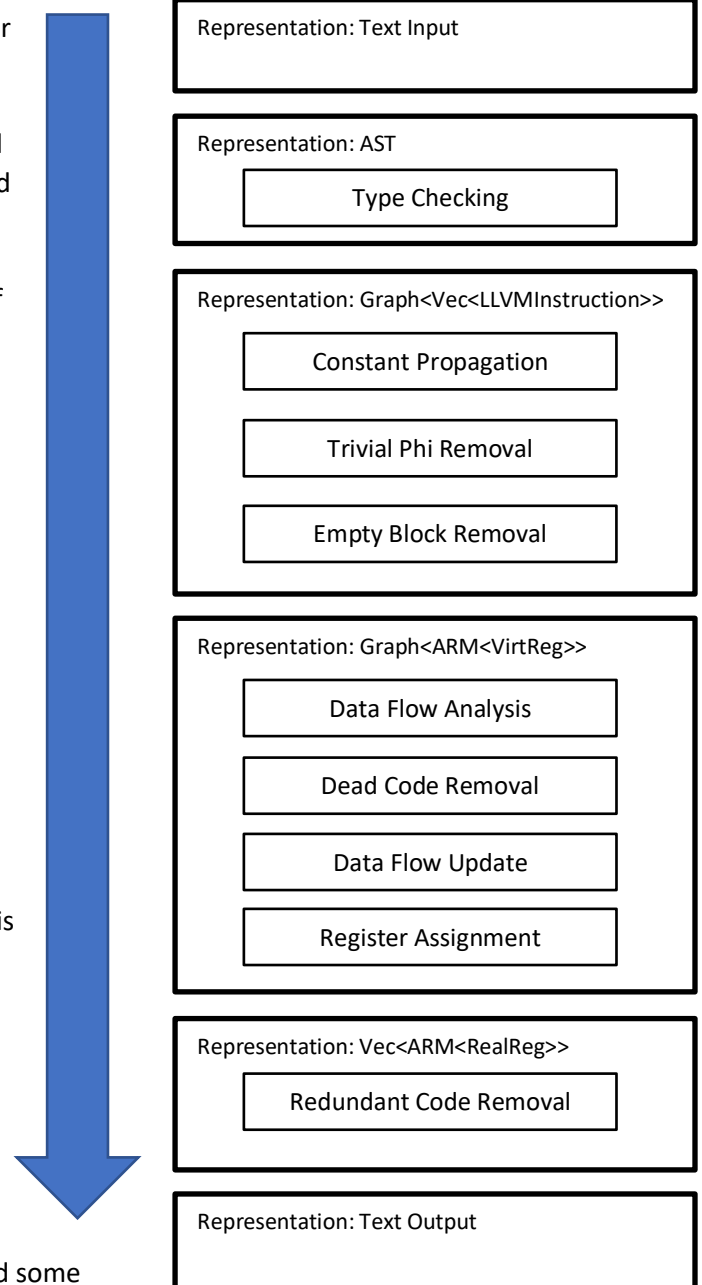 r
Representation: Text Input
Representation: AST
d
Type Checking
f
Representation: Graph<Vec<LLVMInstruction>>
Constant Propagation
Trivial Phi Removal
Empty Block Removal
Representation: Graph<ARM<VirtReg>>
Data Flow Analysis
Dead Code Removal
Data Flow Update
is
Register Assignment
Representation: Vec<ARM<RealReg>>
Redundant Code Removal
Representation: Text Output
d some